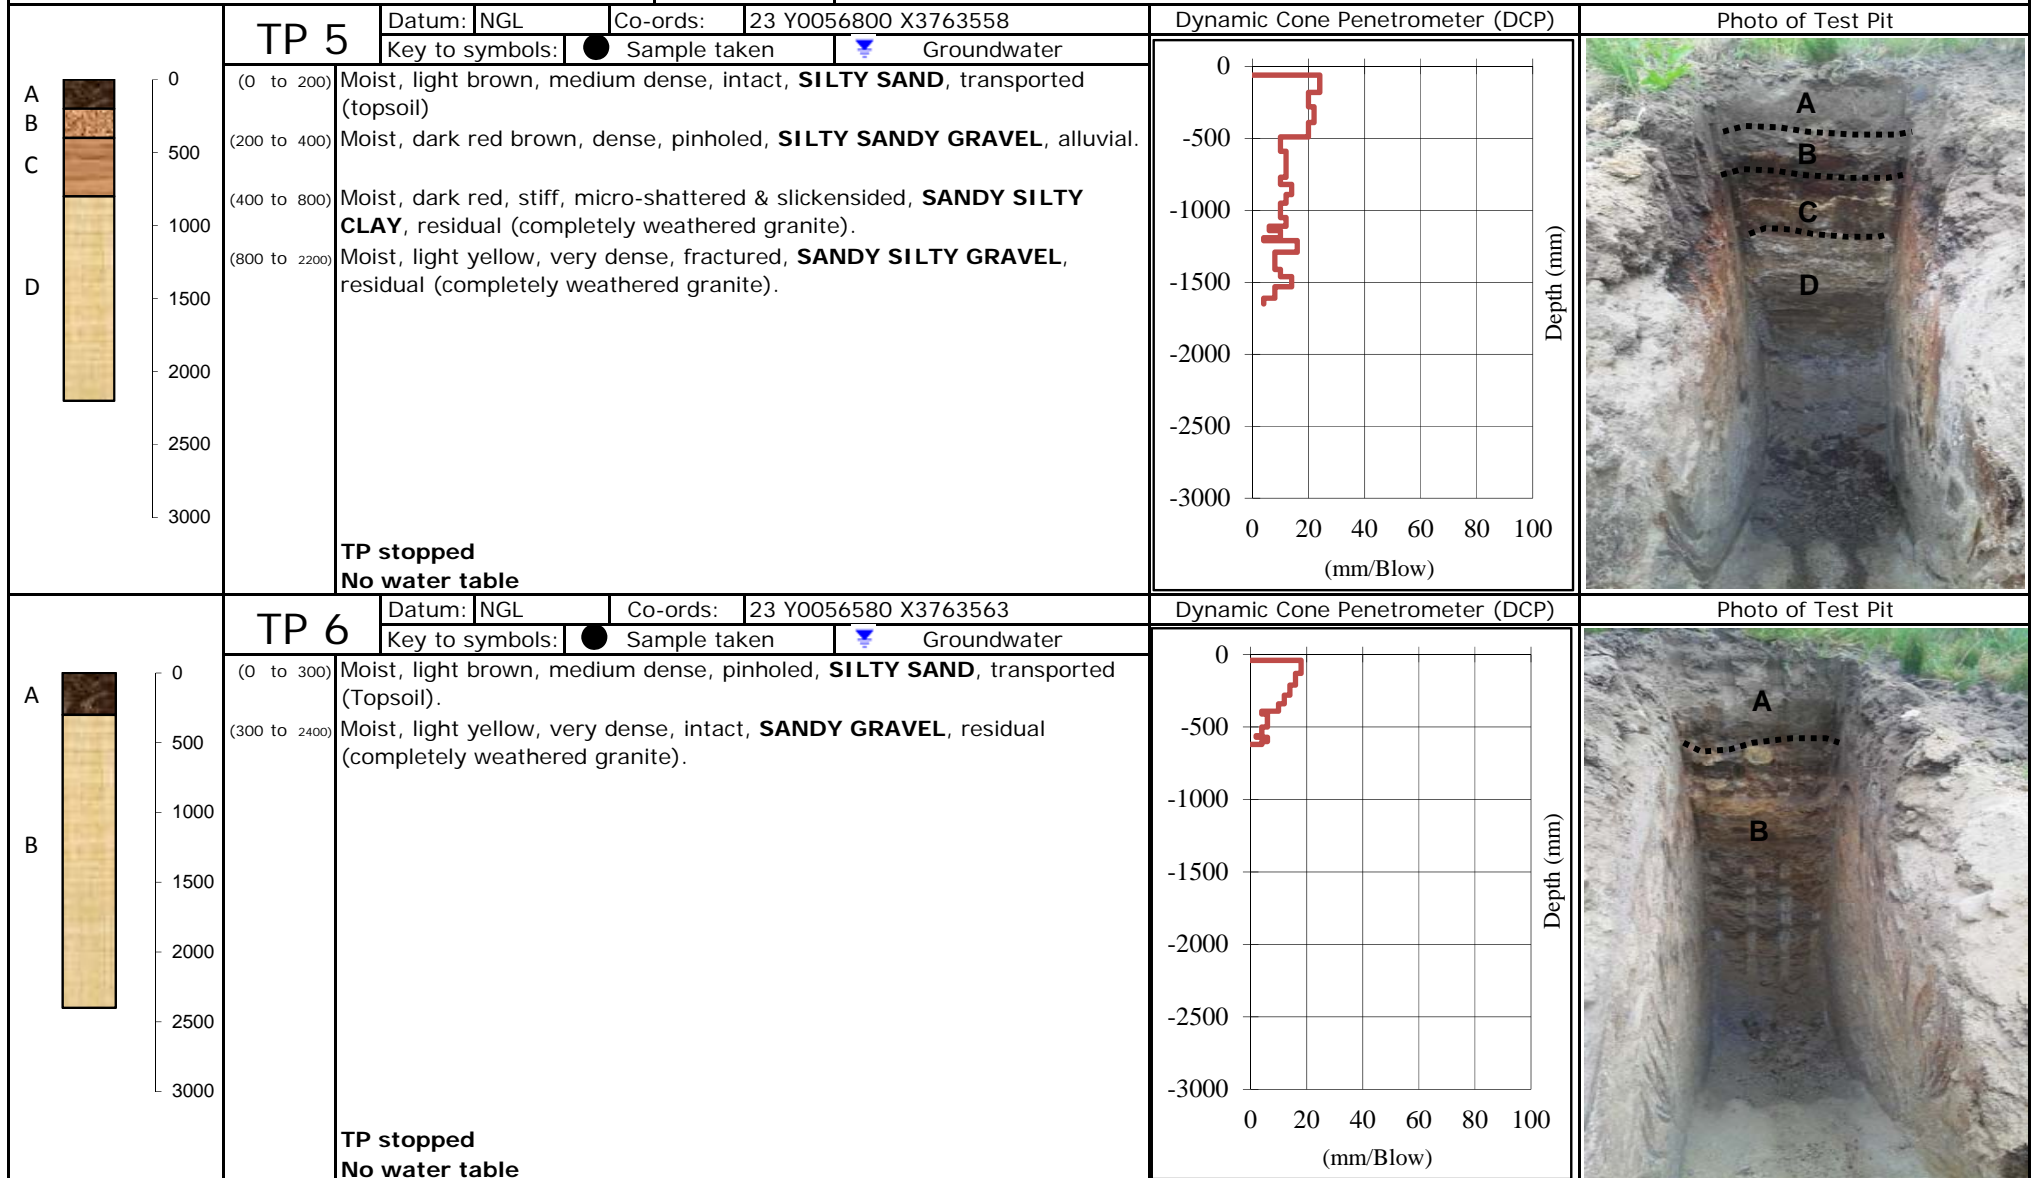 TP 5
Datum: NGL Co-ords: 23 Y0056800 X3763558
Key to symbols: Sample taken Groundwater
Dynamic Cone Penetrometer (DCP)
Photo of Test Pit
A
B
C
D
0
500
1000
1500
2000
2500
3000
(0 to 200) Moist, light brown, medium dense, intact, SILTY SAND, transported
(topsoil)
(200 to 400) Moist, dark red brown, dense, pinholed, SILTY SANDY GRAVEL, alluvial.
(400 to 800) Moist, dark red, stiff, micro-shattered & slickensided, SANDY SILTY
CLAY, residual (completely weathered granite).
(800 to 2200) Moist, light yellow, very dense, fractured, SANDY SILTY GRAVEL,
residual (completely weathered granite).
TP stopped
No water table
0
-500
-1000
-1500
-2000
-2500
-3000
0 20 40 60 80 100
(mm/Blow)
Depth (mm)
A
B
C
D
TP 6
Datum: NGL Co-ords: 23 Y0056580 X3763563
Key to symbols: Sample taken Groundwater
Dynamic Cone Penetrometer (DCP)
Photo of Test Pit
A
B
0
500
1000
1500
2000
2500
3000
(0 to 300) Moist, light brown, medium dense, pinholed, SILTY SAND, transported
(Topsoil).
(300 to 2400) Moist, light yellow, very dense, intact, SANDY GRAVEL, residual
(completely weathered granite).
TP stopped
No water table
0
-500
-1000
-1500
-2000
-2500
-3000
0 20 40 60 80 100
(mm/Blow)
Depth (mm)
A
B